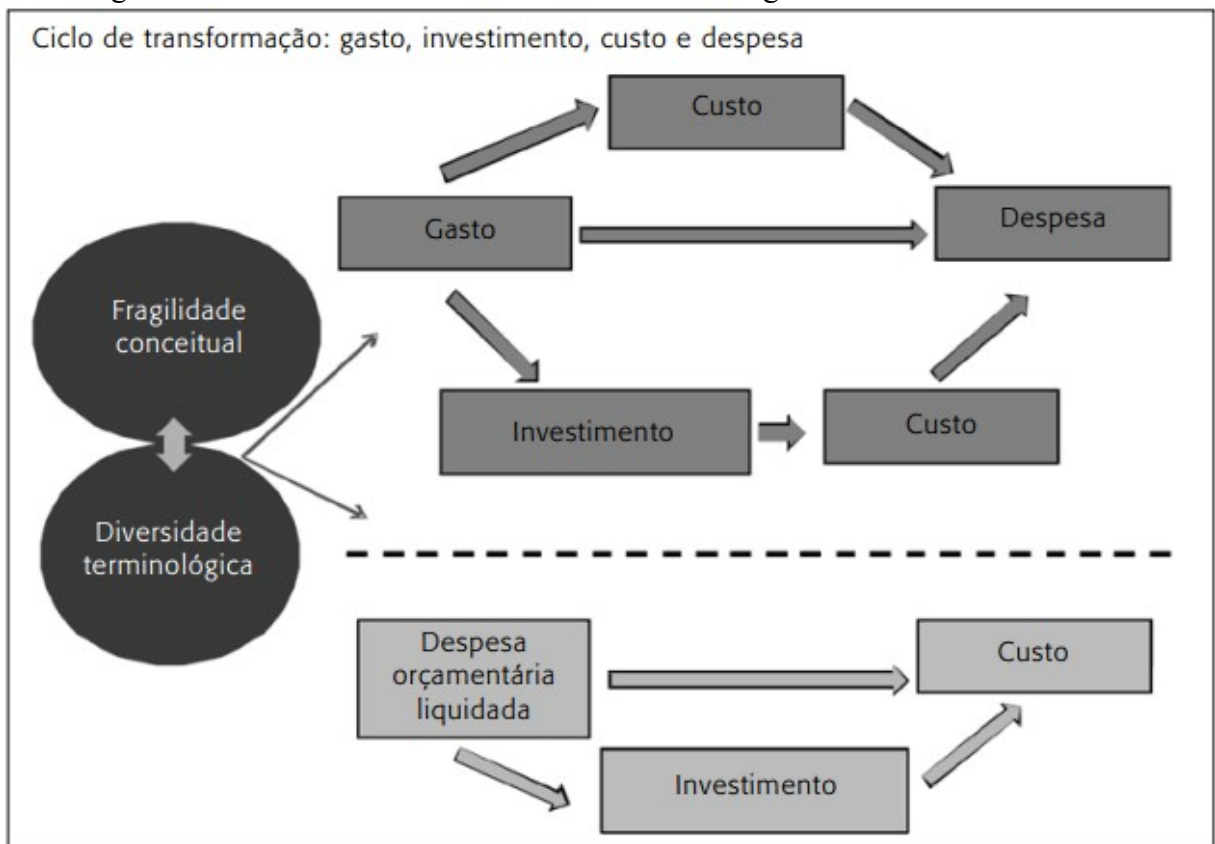 Ciclo de transformação: gasto, investimento, custo e despesa
Custo
Gasto
Despesa
Fragilidade
conceitual
Investimento
Custo
Diversidade
terminológica
Despesa
orçamentária
liquidada
Custo
Investimento